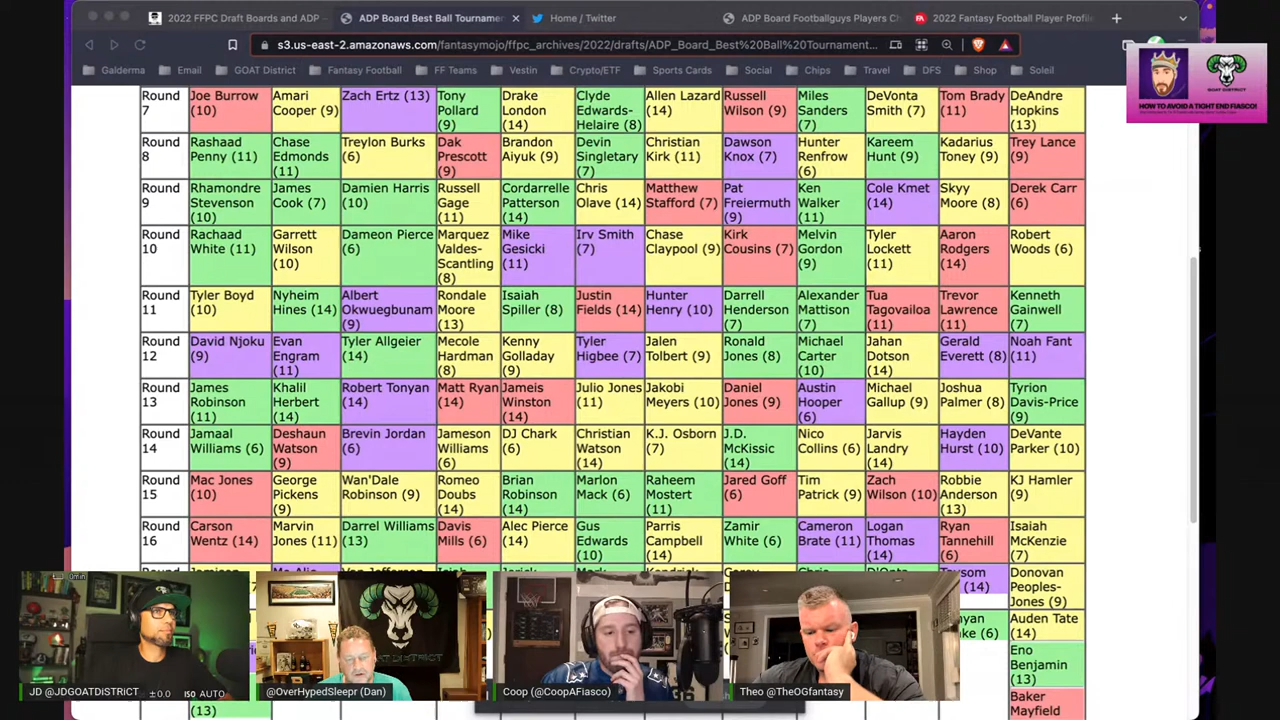 2022 FFPC Draft Boards and ADP
ADP Board Best Ball Tourname
Home / Twitter
ADP Board Footballguys Players Ch
2022 Fantasy Football Player Profile
s3.us-east-2.amazonaws.com/fantasymojo/ffpc_archives/2022/drafts/ADP_Board_Best%20Ball%20Tournament...
Galderma Email GOAT District Fantasy Football FF Teams Vestin Crypto/ETF Sports Cards Social Chips Travel DFS Shop Soleil
GOAT DISTRICT
HOW TO AVOID A TIGHT END FIASCO!
Round 7 Joe Burrow (10) Amari Cooper (9) Zach Ertz (13) Tony Pollard (9) Drake London (14) Clyde Edwards-Helaire (8) Allen Lazard (14) Russell Wilson (9) Miles Sanders (7) DeVonta Smith (7) Tom Brady (11) DeAndre Hopkins (13)
Round 8 Rashaad Penny (11) Chase Edmonds (11) Treylon Burks (6) Dak Prescott (9) Brandon Aiyuk (9) Devin Singletary (7) Christian Kirk (11) Dawson Knox (7) Hunter Renfrow (6) Kareem Hunt (9) Kadarius Toney (9) Trey Lance (9)
Round 9 Rhamondre Stevenson (10) James Cook (7) Damien Harris (10) Russell Gage (11) Cordarrelle Patterson (14) Chris Olave (14) Matthew Stafford (7) Pat Freiermuth (9) Ken Walker (11) Cole Kmet (14) Skyy Moore (8) Derek Carr (6)
Round 10 Rachaad White (11) Garrett Wilson (10) Dameon Pierce (6) Marquez Valdes-Scantling (8) Mike Gesicki (11) Irv Smith (7) Chase Claypool (9) Kirk Cousins (7) Melvin Gordon (9) Tyler Lockett (11) Aaron Rodgers (14) Robert Woods (6)
Round 11 Tyler Boyd (10) Nyheim Hines (14) Albert Okwuegbunam (9) Rondale Moore (13) Isaiah Spiller (8) Justin Fields (14) Hunter Henry (10) Darrell Henderson (7) Alexander Mattison (7) Tua Tagovailoa (11) Trevor Lawrence (11) Kenneth Gainwell (7)
Round 12 David Njoku (9) Evan Engram (11) Tyler Allgeier (14) Mecole Hardman (8) Kenny Golladay (9) Tyler Higbee (7) Jalen Tolbert (9) Ronald Jones (8) Michael Carter (10) Jahan Dotson (14) Gerald Everett (8) Noah Fant (11)
Round 13 James Robinson (11) Khalil Herbert (14) Robert Tonyan (14) Matt Ryan (14) Jameis Winston (14) Julio Jones (11) Jakobi Meyers (10) Daniel Jones (9) Austin Hooper (6) Michael Gallup (9) Joshua Palmer (8) Tyrion Davis-Price (9)
Round 14 Jamaal Williams (6) Deshaun Watson (9) Brevin Jordan (6) Jameson Williams (6) DJ Chark (6) Christian Watson (14) K.J. Osborn (7) J.D. McKissic (14) Nico Collins (6) Jarvis Landry (14) Hayden Hurst (10) DeVante Parker (10)
Round 15 Mac Jones (10) George Pickens (9) Wan'Dale Robinson (9) Romeo Doubs (14) Brian Robinson (14) Marlon Mack (6) Raheem Mostert (11) Jared Goff (6) Tim Patrick (9) Zach Wilson (10) Robbie Anderson (13) KJ Hamler (9)
Round 16 Carson Wentz (14) Marvin Jones (11) Darrel Williams (13) Davis Mills (6) Alec Pierce (14) Gus Edwards (10) Parris Campbell (14) Zamir White (6) Cameron Brate (11) Logan Thomas (14) Ryan Tannehill (6) Isaiah McKenzie (7)
(14) Donovan Peoples-Jones (9)
(6) Auden Tate (14)
Eno Benjamin (13)
(13) Baker Mayfield
JD @JDGOATDISTRICT ±0.0 ISO AUTO
@OverHypedSleepr (Dan)
Coop (@CoopAFiasco)
Theo @TheOGfantasy